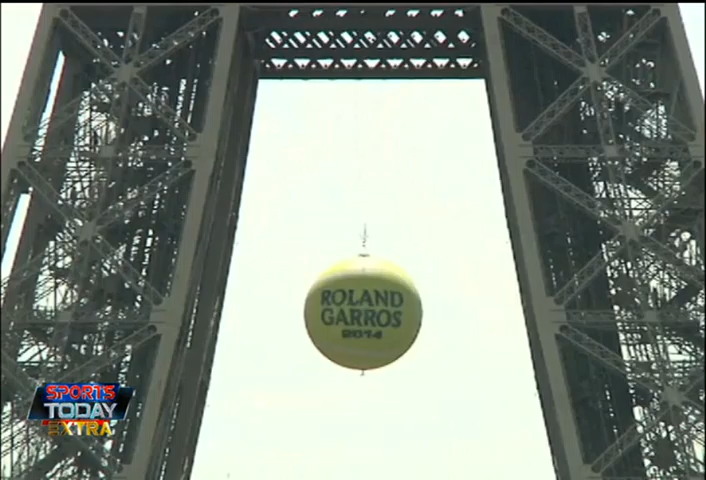 ROLAND
GARROS
2014
SPORTS
TODAY
EXTRA